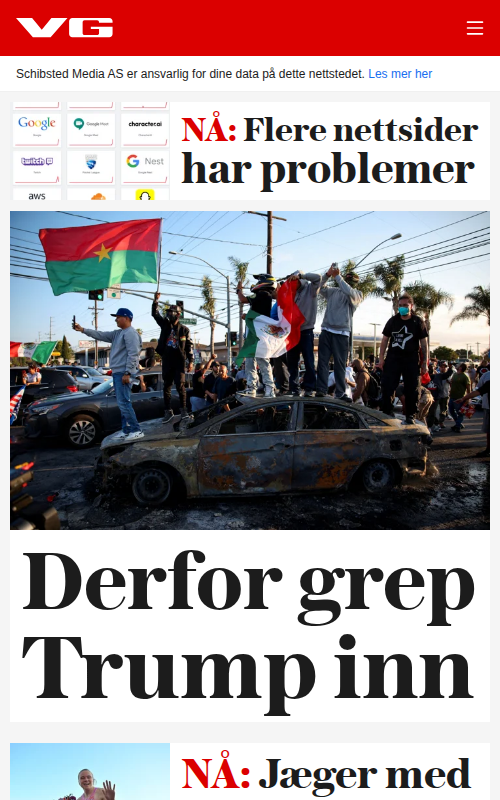 VG
Schibsted Media AS er ansvarlig for dine data på dette nettstedet. Les mer her
Google
character.ai
twitch
Google Nest
aws
NÅ: Flere nettsider
har problemer
Derfor grep
Trump inn
NÅ: Jæger med